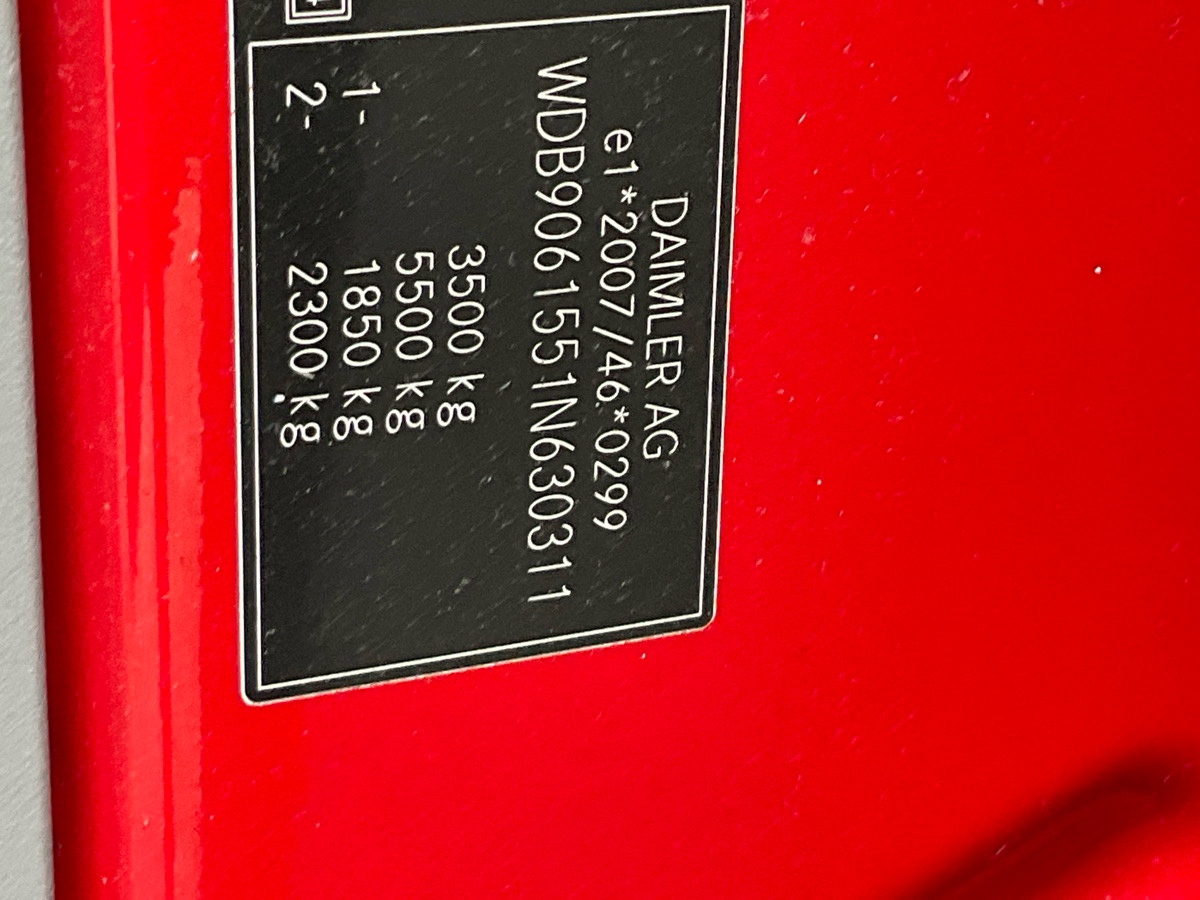 DAIMLER AG
e1*2007/46*0299
WDB9061551N630311
3500 kg
5500 kg
1- 1850 kg
2- 2300 kg